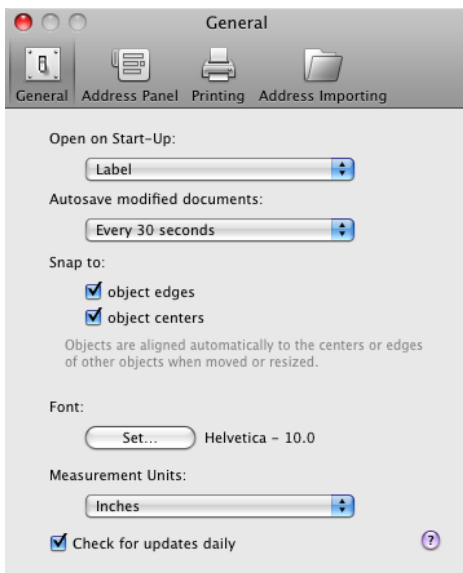 General
General Address Panel Printing Address Importing
Open on Start-Up:
Label
Autosave modified documents:
Every 30 seconds
Snap to:
object edges
object centers
Objects are aligned automatically to the centers or edges
of other objects when moved or resized.
Font:
Set... Helvetica – 10.0
Measurement Units:
Inches
Check for updates daily ?